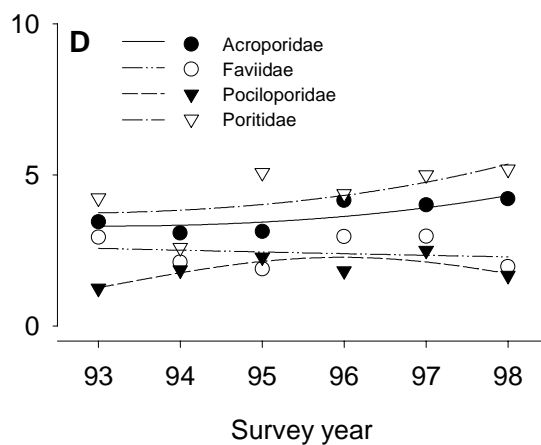 10
D
Acroporidae
Faviidae
Pociloporidae
Poritidae
5
0
93 94 95 96 97 98
Survey year